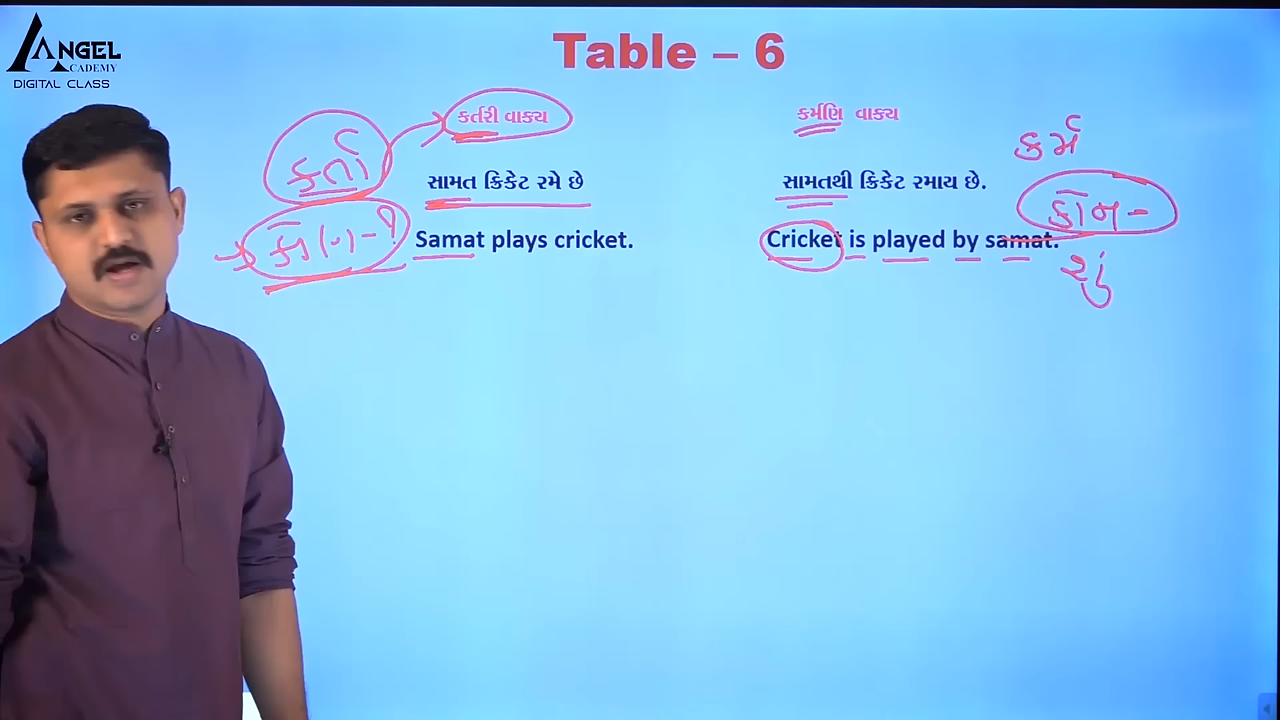 ANGEL
ACADEMY
DIGITAL CLASS
Table – 6
કર્તરી વાક્ય
કર્મણિ વાક્ય
કર્તા
કર્મ
સામત ક્રિકેટ રમે છે
સામતથી ક્રિકેટ રમાય છે.
કોણ - ?
કોણ -
Samat plays cricket.
Cricket is played by samat.
શું